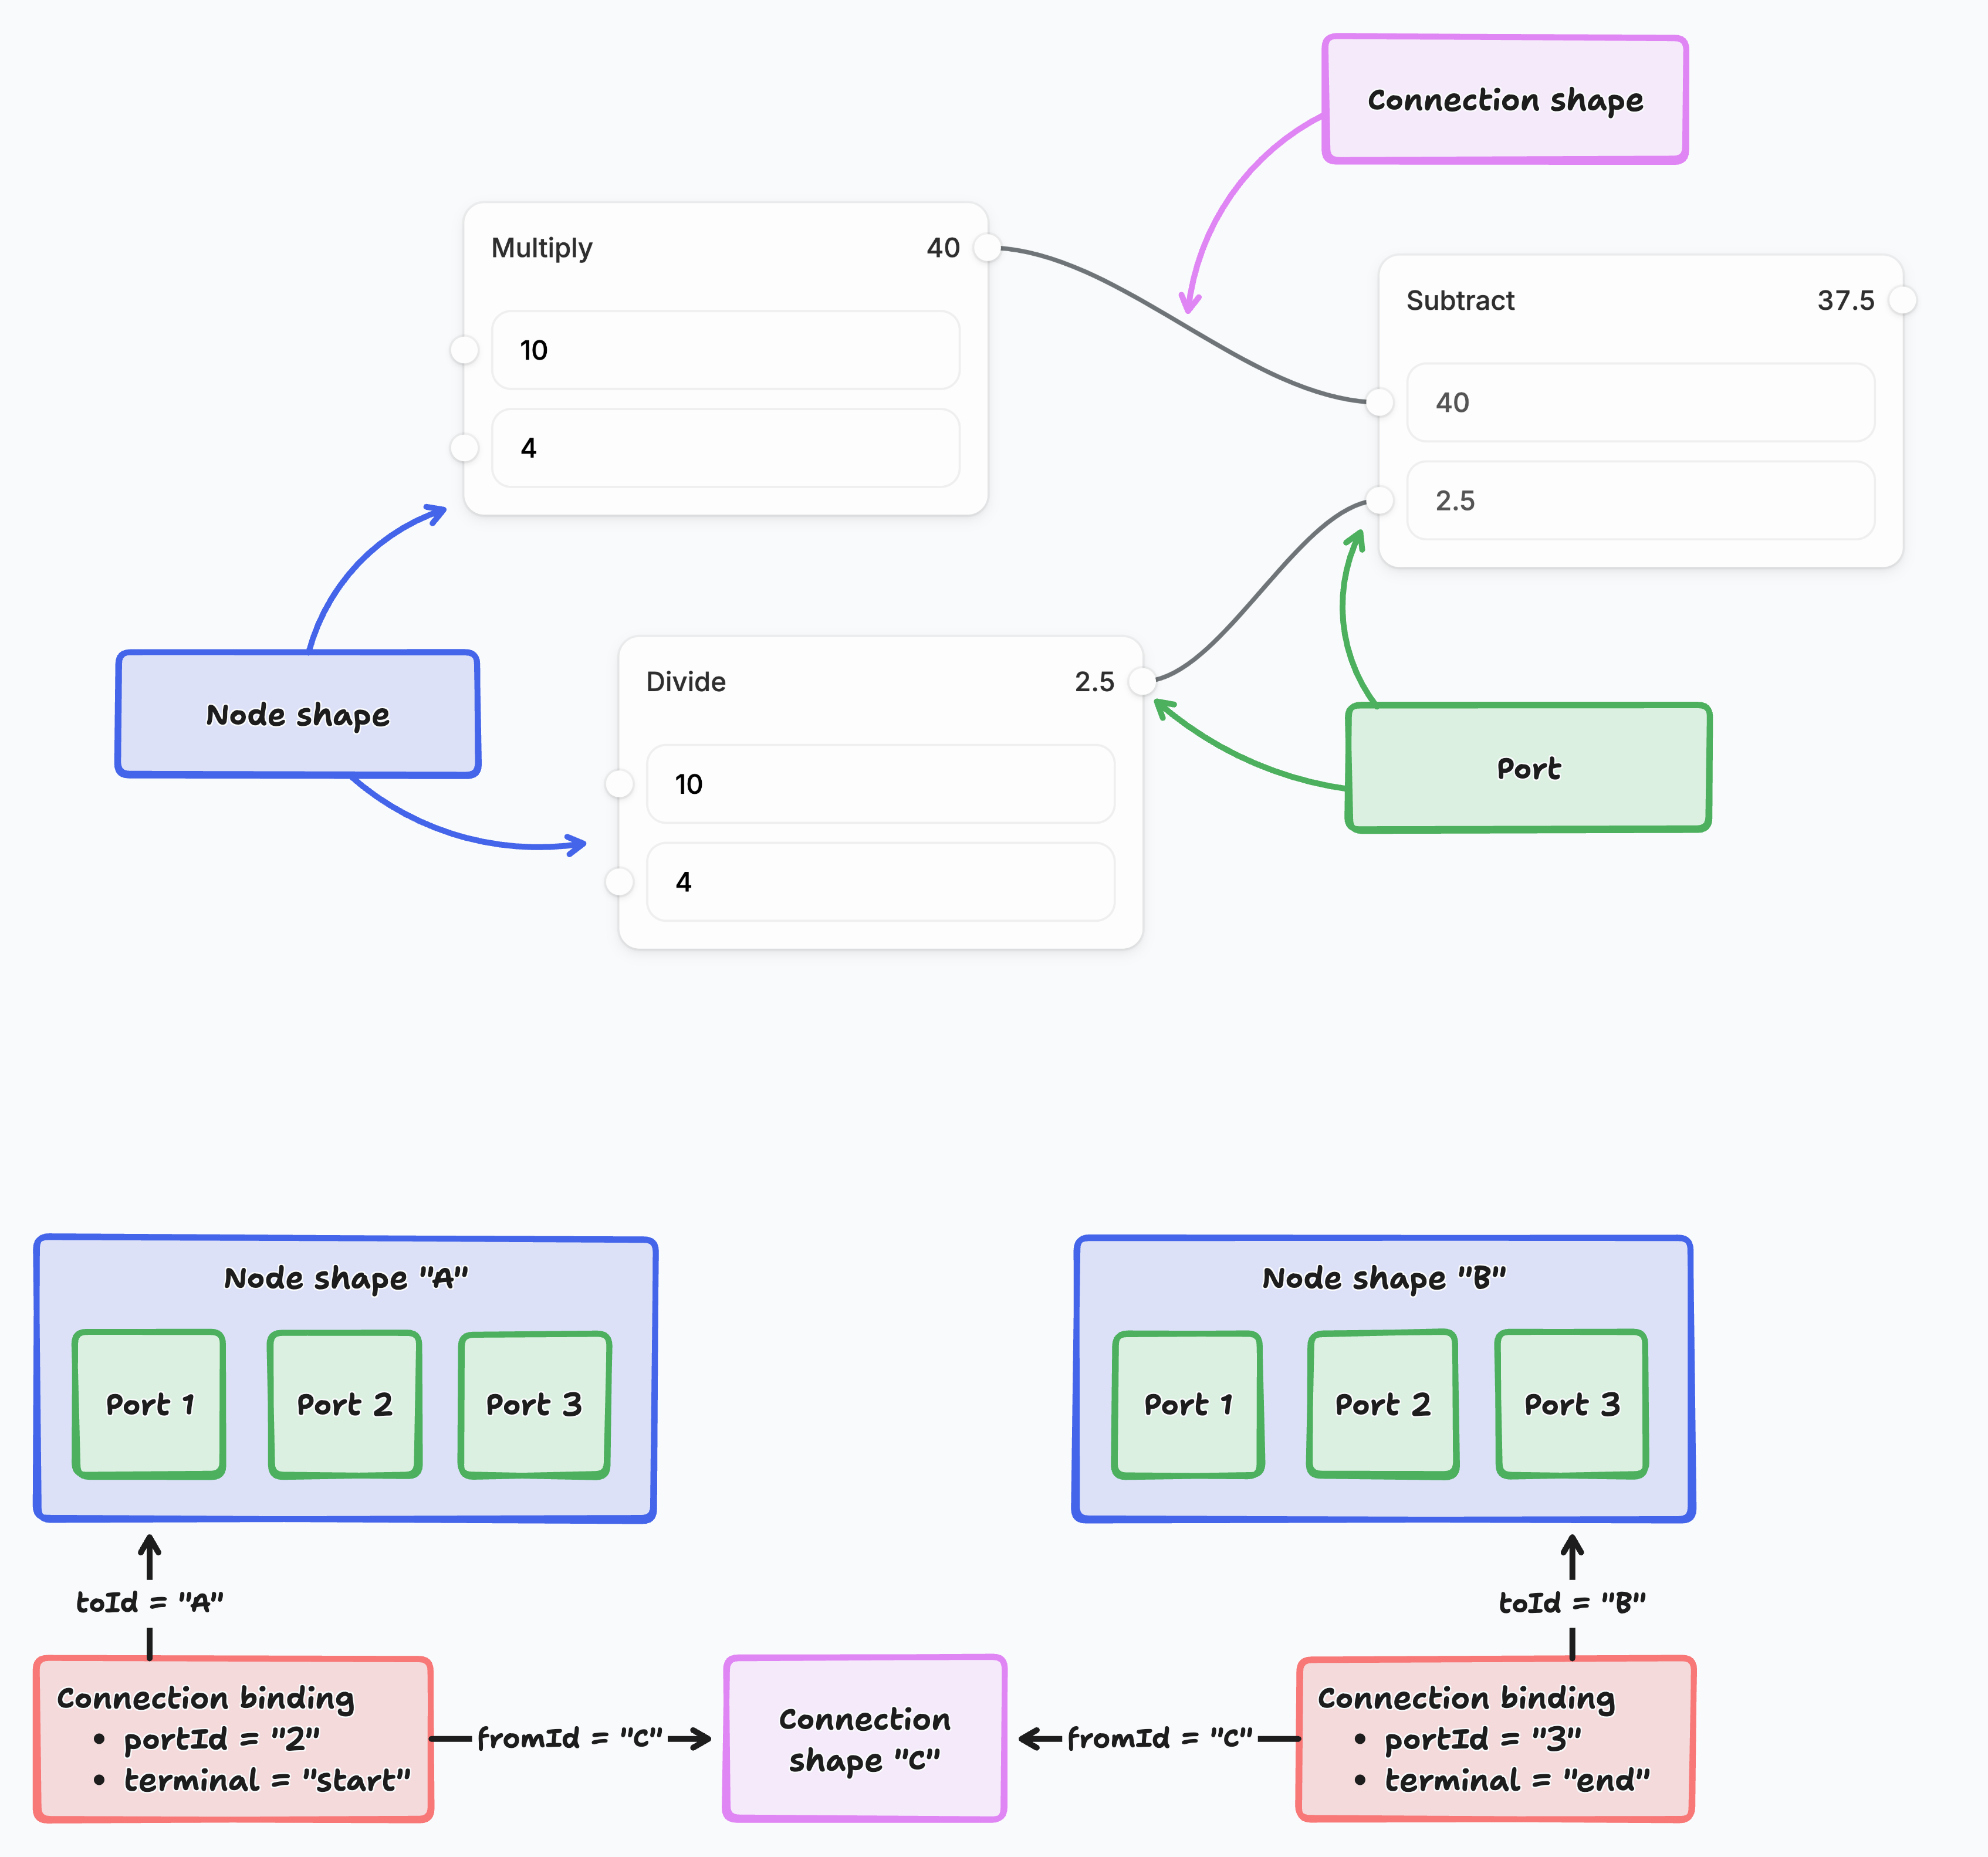 Connection shape
Multiply 40
10
4
Subtract 37.5
40
2.5
Node shape
Divide 2.5
10
4
Port
Node shape "A"
Port 1 Port 2 Port 3
Node shape "B"
Port 1 Port 2 Port 3
toId = "A"
toId = "B"
Connection binding
• portId = "2"
• terminal = "start"
fromId = "C"
Connection
shape "C"
fromId = "C"
Connection binding
• portId = "3"
• terminal = "end"